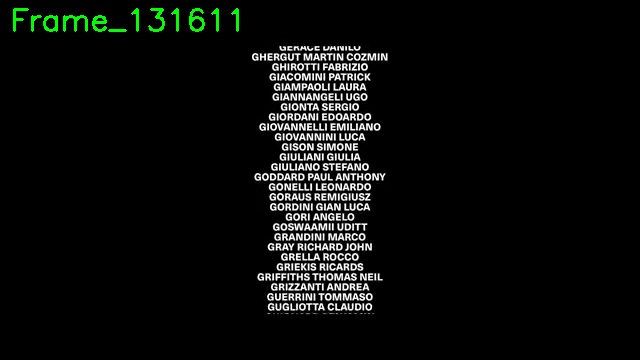 Frame_131611
GERACE DANILO
GHERGUT MARTIN COZMIN
GHIROTTI FABRIZIO
GIACOMINI PATRICK
GIAMPAOLI LAURA
GIANNANGELI UGO
GIONTA SERGIO
GIORDANI EDOARDO
GIOVANNELLI EMILIANO
GIOVANNINI LUCA
GISON SIMONE
GIULIANI GIULIA
GIULIANO STEFANO
GODDARD PAUL ANTHONY
GONELLI LEONARDO
GORAUS REMIGIUSZ
GORDINI GIAN LUCA
GORI ANGELO
GOSWAAMII UDITT
GRANDINI MARCO
GRAY RICHARD JOHN
GRELLA ROCCO
GRIEKIS RICARDS
GRIFFITHS THOMAS NEIL
GRIZZANTI ANDREA
GUERRINI TOMMASO
GUGLIOTTA CLAUDIO